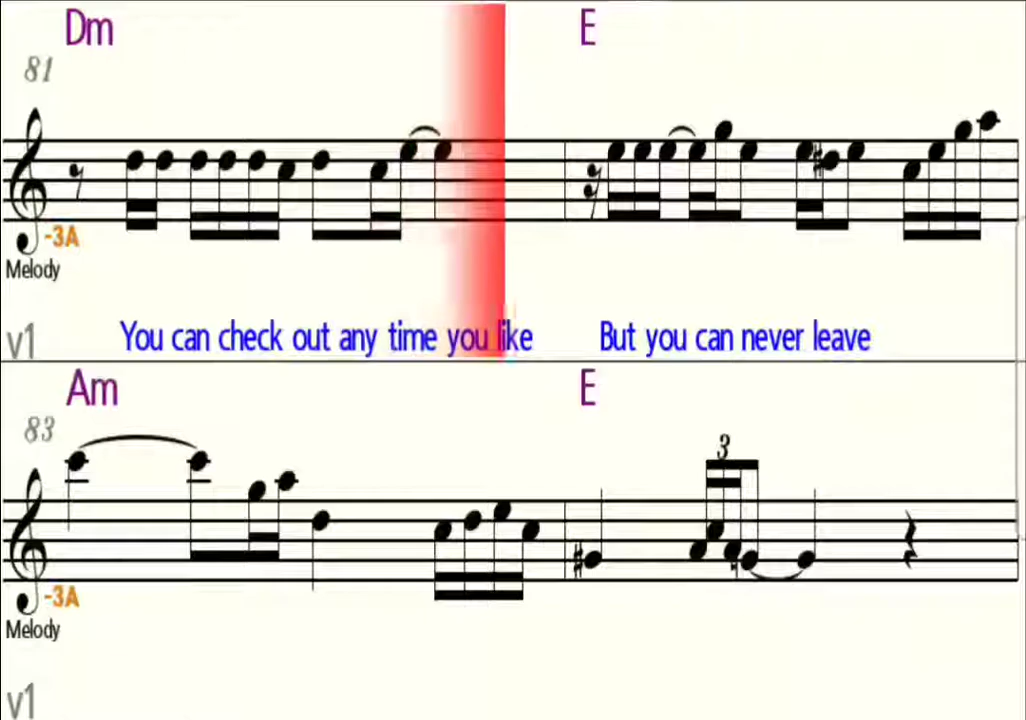 Dm E
81
-3A
Melody
v1 You can check out any time you like But you can never leave
Am E
83
3
-3A
Melody
v1